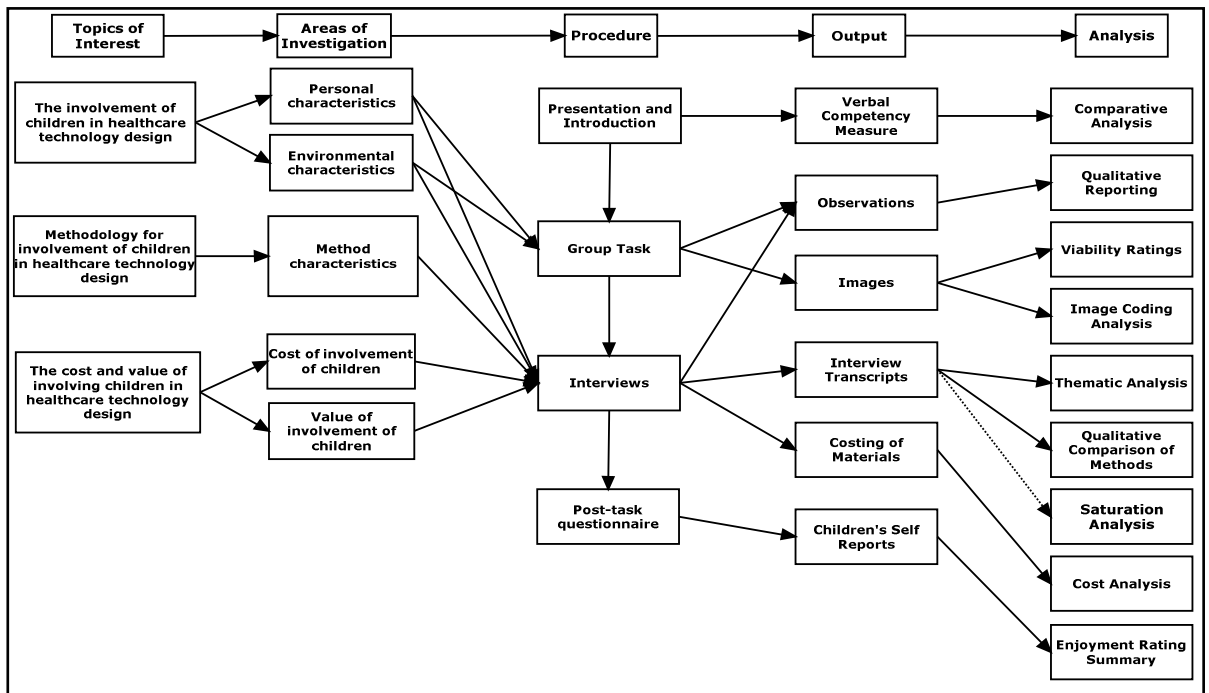 Topics of
Interest
Areas of
Investigation
Procedure
Output
Analysis
The involvement of
children in healthcare
technology design
Methodology for
involvement of children
in healthcare technology
design
The cost and value of
involving children in
healthcare technology
design
Personal
characteristics
Environmental
characteristics
Method
characteristics
Cost of involvement
of children
Value of
involvement of
children
Presentation and
Introduction
Group Task
Interviews
Post-task
questionnaire
Verbal
Competency
Measure
Observations
Images
Interview
Transcripts
Costing of
Materials
Children's Self
Reports
Comparative
Analysis
Qualitative
Reporting
Viability Ratings
Image Coding
Analysis
Thematic Analysis
Qualitative
Comparison of
Methods
Saturation
Analysis
Cost Analysis
Enjoyment Rating
Summary